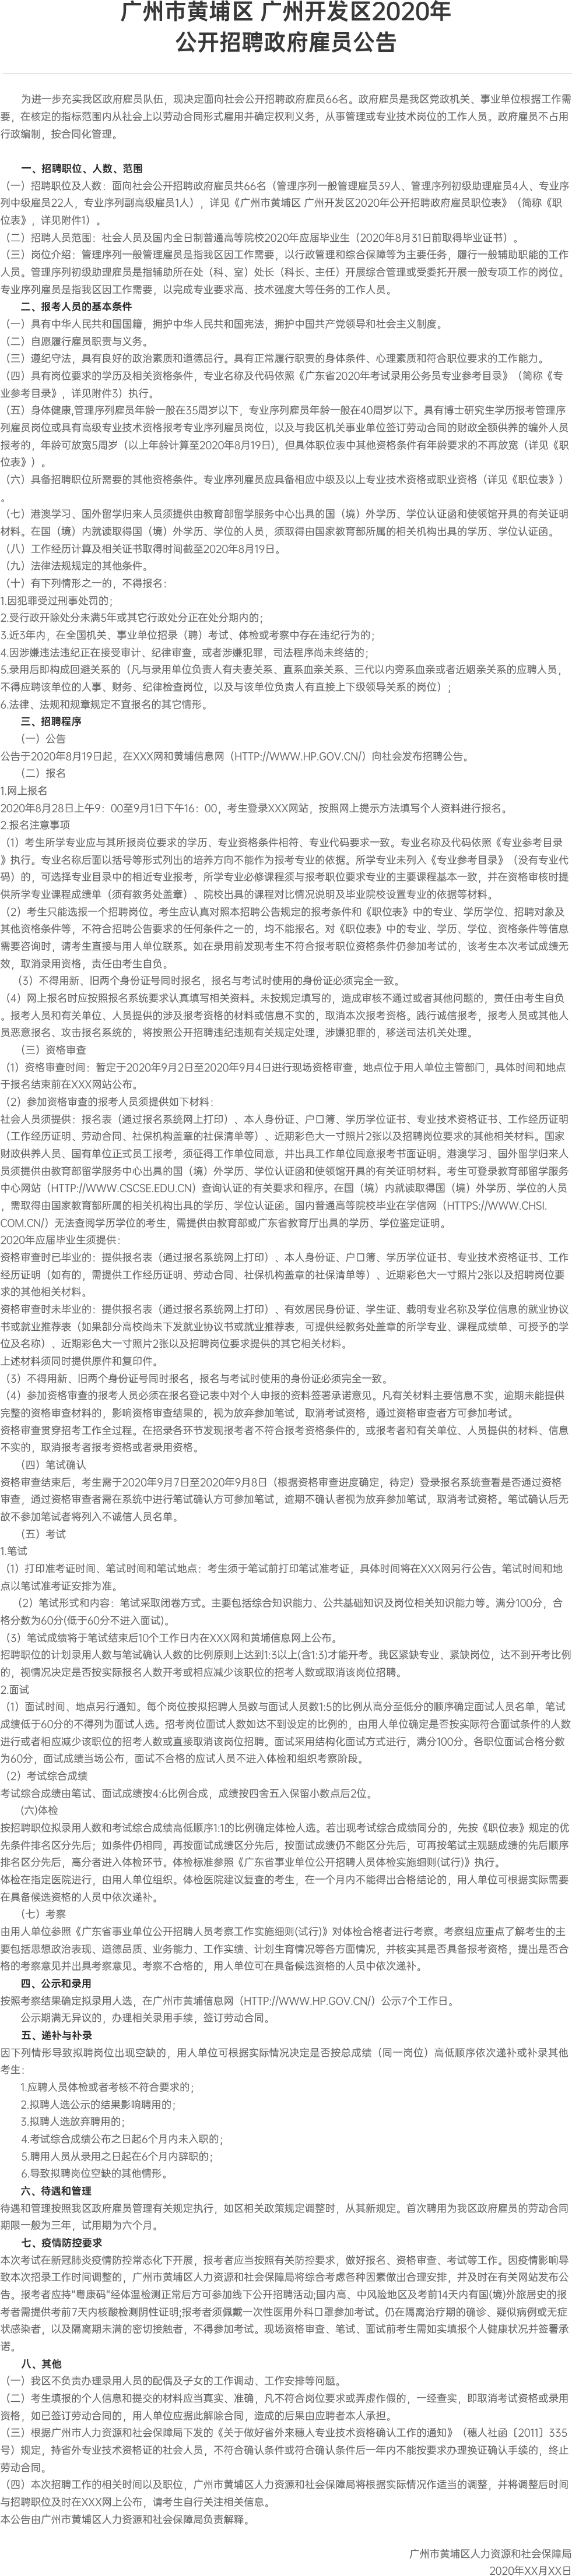 广州市黄埔区 广州开发区2020年
公开招聘政府雇员公告
为进一步充实我区政府雇员队伍，现决定面向社会公开招聘政府雇员66名。政府雇员是我区党政机关、事业单位根据工作需
要，在核定的指标范围内从社会上以劳动合同形式雇用并确定权利义务，从事管理或专业技术岗位的工作人员。政府雇员不占用
行政编制，按合同化管理。
一、招聘职位、人数、范围
（一）招聘职位及人数：面向社会公开招聘政府雇员共66名（管理序列一般管理雇员39人、管理序列初级助理雇员4人、专业序
列中级雇员22人，专业序列副高级雇员1人），详见《广州市黄埔区 广州开发区2020年公开招聘政府雇员职位表》（简称《职
位表》，详见附件1）。
（二）招聘人员范围：社会人员及国内全日制普通高等院校2020年应届毕业生（2020年8月31日前取得毕业证书）。
（三）岗位介绍：管理序列一般管理雇员是指我区因工作需要，以行政管理和综合保障等为主要任务，履行一般辅助职能的工作
人员。管理序列初级助理雇员是指辅助所在处（科、室）处长（科长、主任）开展综合管理或受委托开展一般专项工作的岗位。
专业序列雇员是指我区因工作需要，以完成专业要求高、技术强度大等任务的工作人员。
二、报考人员的基本条件
（一）具有中华人民共和国国籍，拥护中华人民共和国宪法，拥护中国共产党领导和社会主义制度。
（二）自愿履行雇员职责与义务。
（三）遵纪守法，具有良好的政治素质和道德品行。具有正常履行职责的身体条件、心理素质和符合职位要求的工作能力。
（四）具有岗位要求的学历及相关资格条件，专业名称及代码依照《广东省2020年考试录用公务员专业参考目录》（简称《专
业参考目录》，详见附件3）执行。
（五）身体健康,管理序列雇员年龄一般在35周岁以下，专业序列雇员年龄一般在40周岁以下。具有博士研究生学历报考管理序
列雇员岗位或具有高级专业技术资格报考专业序列雇员岗位，以及与我区机关事业单位签订劳动合同的财政全额供养的编外人员
报考的，年龄可放宽5周岁（以上年龄计算至2020年8月19日），但具体职位表中其他资格条件有年龄要求的不再放宽（详见《职
位表》）。
（六）具备招聘职位所需要的其他资格条件。专业序列雇员应具备相应中级及以上专业技术资格或职业资格（详见《职位表》）
。
（七）港澳学习、国外留学归来人员须提供由教育部留学服务中心出具的国（境）外学历、学位认证函和使领馆开具的有关证明
材料。在国（境）内就读取得国（境）外学历、学位的人员，须取得由国家教育部所属的相关机构出具的学历、学位认证函。
（八）工作经历计算及相关证书取得时间截至2020年8月19日。
（九）法律法规规定的其他条件。
（十）有下列情形之一的，不得报名：
1.因犯罪受过刑事处罚的；
2.受行政开除处分未满5年或其它行政处分正在处分期内的；
3.近3年内，在全国机关、事业单位招录（聘）考试、体检或考察中存在违纪行为的；
4.因涉嫌违法违纪正在接受审计、纪律审查，或者涉嫌犯罪，司法程序尚未终结的；
5.录用后即构成回避关系的（凡与录用单位负责人有夫妻关系、直系血亲关系、三代以内旁系血亲或者近姻亲关系的应聘人员，
不得应聘该单位的人事、财务、纪律检查岗位，以及与该单位负责人有直接上下级领导关系的岗位）；
6.法律、法规和规章规定不宜报名的其它情形。
三、招聘程序
（一）公告
公告于2020年8月19日起，在XXX网和黄埔信息网（HTTP://WWW.HP.GOV.CN/）向社会发布招聘公告。
（二）报名
1.网上报名
2020年8月28日上午9：00至9月1日下午16：00，考生登录XXX网站，按照网上提示方法填写个人资料进行报名。
2.报名注意事项
（1）考生所学专业应与其所报岗位要求的学历、专业资格条件相符、专业代码要求一致。专业名称及代码依照《专业参考目录
》执行。专业名称后面以括号等形式列出的培养方向不能作为报考专业的依据。所学专业未列入《专业参考目录》（没有专业代
码）的，可选择专业目录中的相近专业报考，所学专业必修课程须与报考职位要求专业的主要课程基本一致，并在资格审核时提
供所学专业课程成绩单（须有教务处盖章）、院校出具的课程对比情况说明及毕业院校设置专业的依据等材料。
（2）考生只能选报一个招聘岗位。考生应认真对照本招聘公告规定的报考条件和《职位表》中的专业、学历学位、招聘对象及
其他资格条件等，不符合招聘公告要求的任何条件之一的，均不能报名。对《职位表》中的专业、学历、学位、资格条件等信息
需要咨询时，请考生直接与用人单位联系。如在录用前发现考生不符合报考职位资格条件仍参加考试的，该考生本次考试成绩无
效，取消录用资格，责任由考生自负。
（3）不得用新、旧两个身份证号同时报名，报名与考试时使用的身份证必须完全一致。
（4）网上报名时应按照报名系统要求认真填写相关资料。未按规定填写的，造成审核不通过或者其他问题的，责任由考生自负
。报考人员和有关单位、人员提供的涉及报考资格的材料或信息不实的，取消本次报考资格。践行诚信报考，报考人员或其他人
员恶意报名、攻击报名系统的，将按照公开招聘违纪违规有关规定处理，涉嫌犯罪的，移送司法机关处理。
（三）资格审查
（1）资格审查时间：暂定于2020年9月2日至2020年9月4日进行现场资格审查，地点位于用人单位主管部门，具体时间和地点
于报名结束前在XXX网站公布。
（2）参加资格审查的报考人员须提供如下材料：
社会人员须提供：报名表（通过报名系统网上打印）、本人身份证、户口簿、学历学位证书、专业技术资格证书、工作经历证明
（工作经历证明、劳动合同、社保机构盖章的社保清单等）、近期彩色大一寸照片2张以及招聘岗位要求的其他相关材料。国家
财政供养人员、国有单位正式员工报考，须征得工作单位同意，并出具工作单位同意报考书面证明。港澳学习、国外留学归来人
员须提供由教育部留学服务中心出具的国（境）外学历、学位认证函和使领馆开具的有关证明材料。考生可登录教育部留学服务
中心网站（HTTP://WWW.CSCSE.EDU.CN）查询认证的有关要求和程序。在国（境）内就读取得国（境）外学历、学位的人员
，需取得由国家教育部所属的相关机构出具的学历、学位认证函。国内普通高等院校毕业在学信网（HTTPS://WWW.CHSI.
COM.CN/）无法查阅学历学位的考生，需提供由教育部或广东省教育厅出具的学历、学位鉴定证明。
2020年应届毕业生须提供：
资格审查时已毕业的：提供报名表（通过报名系统网上打印）、本人身份证、户口簿、学历学位证书、专业技术资格证书、工作
经历证明（如有的，需提供工作经历证明、劳动合同、社保机构盖章的社保清单等）、近期彩色大一寸照片2张以及招聘岗位要
求的其他相关材料。
资格审查时未毕业的：提供报名表（通过报名系统网上打印）、有效居民身份证、学生证、载明专业名称及学位信息的就业协议
书或就业推荐表（如果部分高校尚未下发就业协议书或就业推荐表，可提供经教务处盖章的所学专业、课程成绩单、可授予的学
位及名称）、近期彩色大一寸照片2张以及招聘岗位要求提供的其它相关材料。
上述材料须同时提供原件和复印件。
（3）不得用新、旧两个身份证号同时报名，报名与考试时使用的身份证必须完全一致。
（4）参加资格审查的报考人员必须在报名登记表中对个人申报的资料签署承诺意见。凡有关材料主要信息不实，逾期未能提供
完整的资格审查材料的，影响资格审查结果的，视为放弃参加笔试，取消考试资格，通过资格审查者方可参加考试。
资格审查贯穿招考工作全过程。在招录各环节发现报考者不符合报考资格条件的，或报考者和有关单位、人员提供的材料、信息
不实的，取消报考者报考资格或者录用资格。
（四）笔试确认
资格审查结束后，考生需于2020年9月7日至2020年9月8日（根据资格审查进度确定，待定）登录报名系统查看是否通过资格
审查，通过资格审查者需在系统中进行笔试确认方可参加笔试，逾期不确认者视为放弃参加笔试，取消考试资格。笔试确认后无
故不参加笔试者将列入不诚信人员名单。
（五）考试
1.笔试
（1）打印准考证时间、笔试时间和笔试地点：考生须于笔试前打印笔试准考证，具体时间将在XXX网另行公告。笔试时间和地
点以笔试准考证安排为准。
（2）笔试形式和内容：笔试采取闭卷方式。主要包括综合知识能力、公共基础知识及岗位相关知识能力等。满分100分，合
格分数为60分(低于60分不进入面试)。
（3）笔试成绩将于笔试结束后10个工作日内在XXX网和黄埔信息网上公布。
招聘职位的计划录用人数与笔试确认人数的比例原则上达到1:3以上(含1:3)才能开考。我区紧缺专业、紧缺岗位，达不到开考比例
的，视情况决定是否按实际报名人数开考或相应减少该职位的招考人数或取消该岗位招聘。
2.面试
（1）面试时间、地点另行通知。每个岗位按拟招聘人员数与面试人员数1:5的比例从高分至低分的顺序确定面试人员名单，笔试
成绩低于60分的不得列为面试人选。招考岗位面试人数如达不到设定的比例的，由用人单位确定是否按实际符合面试条件的人数
进行或者相应减少该职位的招考人数或直接取消该岗位招聘。面试采用结构化面试方式进行，满分100分。各职位面试合格分数
为60分，面试成绩当场公布，面试不合格的应试人员不进入体检和组织考察阶段。
（2）考试综合成绩
考试综合成绩由笔试、面试成绩按4:6比例合成，成绩按四舍五入保留小数点后2位。
(六)体检
按招聘职位拟录用人数和考试综合成绩高低顺序1:1的比例确定体检人选。若出现考试综合成绩同分的，先按《职位表》规定的优
先条件排名区分先后；如条件仍相同，再按面试成绩区分先后，按面试成绩仍不能区分先后，可再按笔试主观题成绩的先后顺序
排名区分先后，高分者进入体检环节。体检标准参照《广东省事业单位公开招聘人员体检实施细则(试行)》执行。
体检在指定医院进行，由用人单位组织。体检医院建议复查的考生，在一个月内不能得出合格结论的，用人单位可根据实际需要
在具备候选资格的人员中依次递补。
（七）考察
由用人单位参照《广东省事业单位公开招聘人员考察工作实施细则(试行)》对体检合格者进行考察。考察组应重点了解考生的主
要包括思想政治表现、道德品质、业务能力、工作实绩、计划生育情况等各方面情况，并核实其是否具备报考资格，提出是否合
格的考察意见并出具考察意见。考察不合格的，用人单位可在具备候选资格的人员中依次递补。
四、公示和录用
按照考察结果确定拟录用人选，在广州市黄埔信息网（HTTP://WWW.HP.GOV.CN/）公示7个工作日。
公示期满无异议的，办理相关录用手续，签订劳动合同。
五、递补与补录
因下列情形导致拟聘岗位出现空缺的，用人单位可根据实际情况决定是否按总成绩（同一岗位）高低顺序依次递补或补录其他
考生：
1.应聘人员体检或者考核不符合要求的；
2.拟聘人选公示的结果影响聘用的；
3.拟聘人选放弃聘用的；
4.考试综合成绩公布之日起6个月内未入职的；
5.聘用人员从录用之日起在6个月内辞职的；
6.导致拟聘岗位空缺的其他情形。
六、待遇和管理
待遇和管理按照我区政府雇员管理有关规定执行，如区相关政策规定调整时，从其新规定。首次聘用为我区政府雇员的劳动合同
期限一般为三年，试用期为六个月。
七、疫情防控要求
本次考试在新冠肺炎疫情防控常态化下开展，报考者应当按照有关防控要求，做好报名、资格审查、考试等工作。因疫情影响导
致本次招录工作时间调整的，广州市黄埔区人力资源和社会保障局将综合考虑各种因素做出合理安排，并及时在有关网站发布公
告。报考者应持“粤康码”经体温检测正常后方可参加线下公开招聘活动;国内高、中风险地区及考前14天内有国(境)外旅居史的报
考者需提供考前7天内核酸检测阴性证明;报考者须佩戴一次性医用外科口罩参加考试。仍在隔离治疗期的确诊、疑似病例或无症
状感染者，以及隔离期未满的密切接触者，不得参加考试。现场资格审查、笔试、面试前考生需如实填报个人健康状况并签署承
诺。
八、其他
（一）我区不负责办理录用人员的配偶及子女的工作调动、工作安排等问题。
（二）考生填报的个人信息和提交的材料应当真实、准确，凡不符合岗位要求或弄虚作假的，一经查实，即取消考试资格或录用
资格，如已签订劳动合同的，用人单位应据此解除合同，造成的后果由应聘者本人承担。
（三）根据广州市人力资源和社会保障局下发的《关于做好省外来穗人专业技术资格确认工作的通知》（穗人社函〔2011〕335
号）规定，持省外专业技术资格证的社会人员，不符合确认条件或符合确认条件后一年内不能按要求办理换证确认手续的，终止
劳动合同。
（四）本次招聘工作的相关时间以及职位，广州市黄埔区人力资源和社会保障局将根据实际情况作适当的调整，并将调整后时间
与招聘职位及时在XXX网上公布，请考生自行关注相关信息。
本公告由广州市黄埔区人力资源和社会保障局负责解释。
广州市黄埔区人力资源和社会保障局
2020年XX月XX日